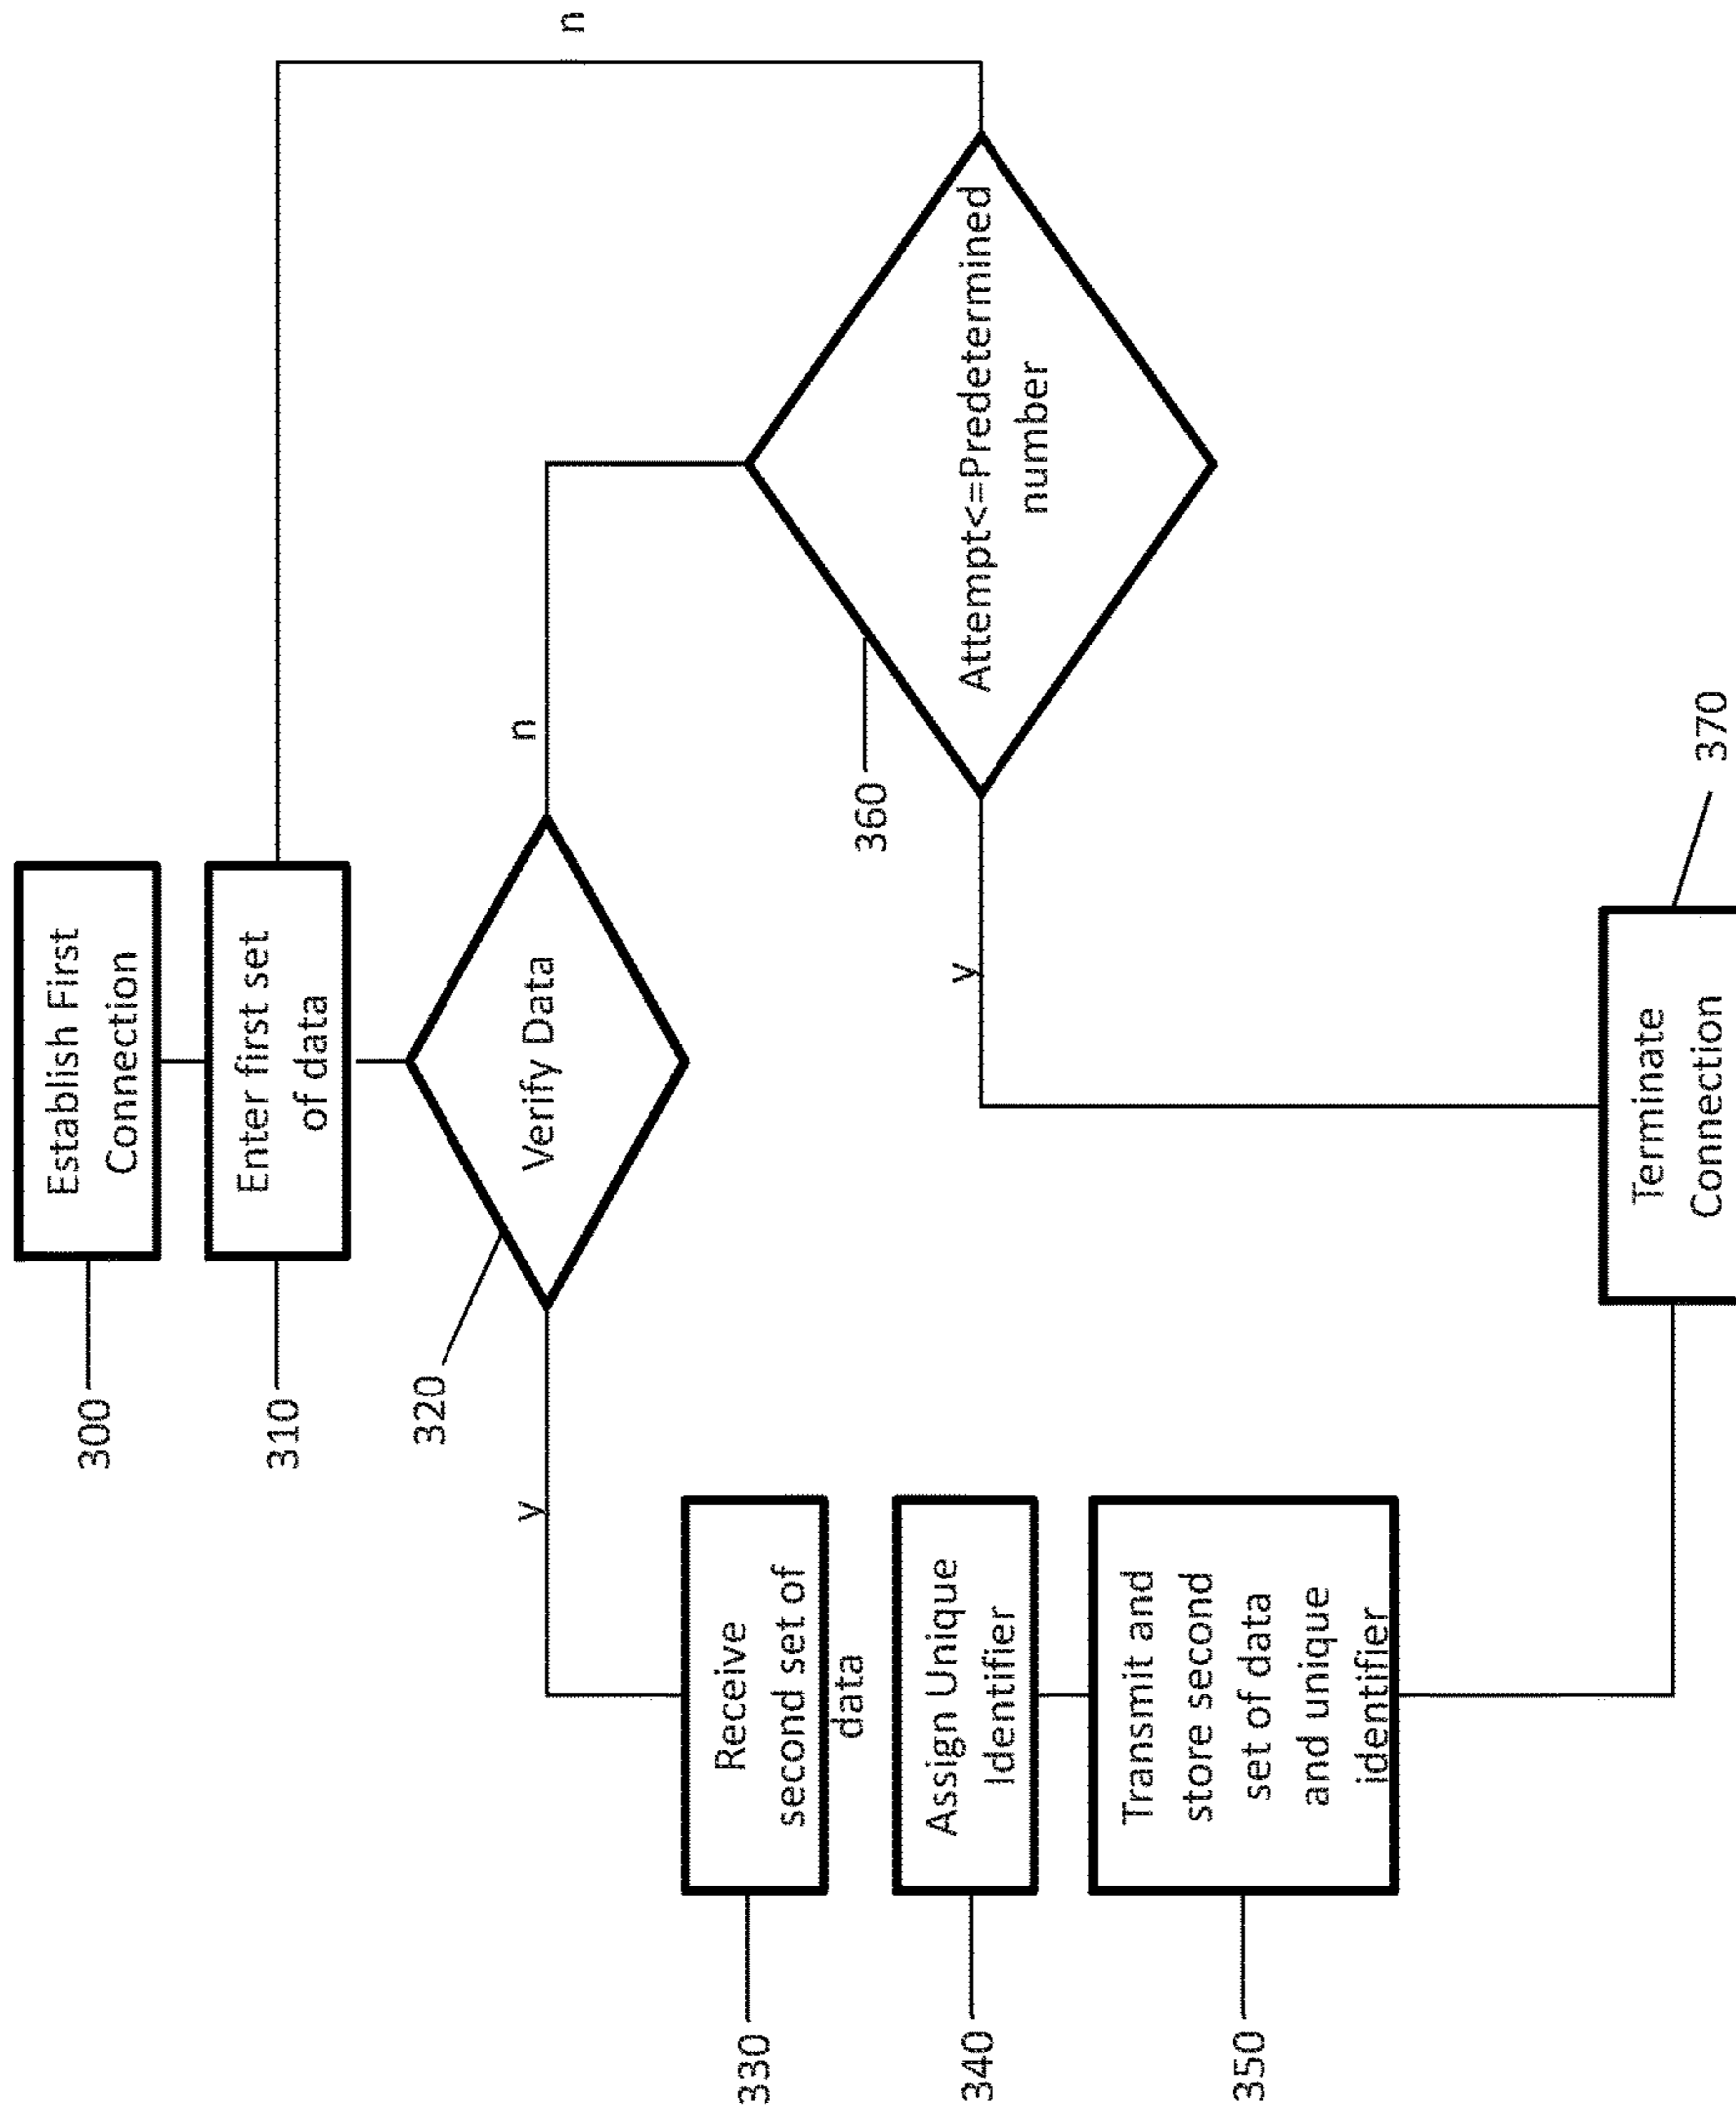 300
Establish First
Connection
310
Enter first set
of data
320
Verify Data
y
n
n
330
Receive
second set of
data
340
Assign Unique
Identifier
350
Transmit and
store second
set of data
and unique
identifier
360
Attempt<=Predetermined
number
y
Terminate
Connection
370